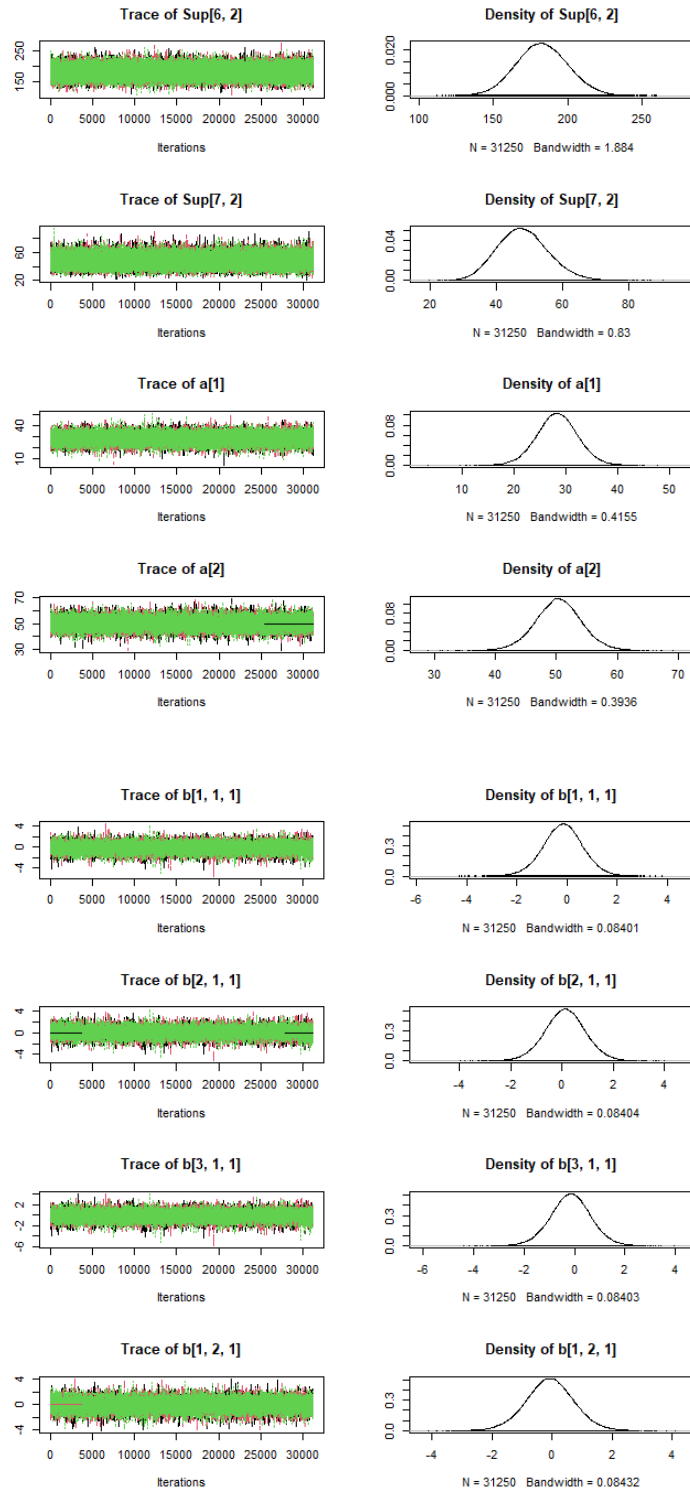 Trace of Sup[6, 2]
Density of Sup[6, 2]
150 250
0 5000 10000 15000 20000 25000 30000
Iterations
0.000 0.020
100 150 200 250
N = 31250 Bandwidth = 1.884
Trace of Sup[7, 2]
Density of Sup[7, 2]
20 60
0 5000 10000 15000 20000 25000 30000
Iterations
0.00 0.04
20 40 60 80
N = 31250 Bandwidth = 0.83
Trace of a[1]
Density of a[1]
10 40
0 5000 10000 15000 20000 25000 30000
Iterations
0.00 0.08
10 20 30 40 50
N = 31250 Bandwidth = 0.4155
Trace of a[2]
Density of a[2]
30 50 70
0 5000 10000 15000 20000 25000 30000
Iterations
0.00 0.08
30 40 50 60 70
N = 31250 Bandwidth = 0.3936
Trace of b[1, 1, 1]
Density of b[1, 1, 1]
-4 0 4
0 5000 10000 15000 20000 25000 30000
Iterations
0.0 0.3
-6 -4 -2 0 2 4
N = 31250 Bandwidth = 0.08401
Trace of b[2, 1, 1]
Density of b[2, 1, 1]
-4 0 4
0 5000 10000 15000 20000 25000 30000
Iterations
0.0 0.3
-4 -2 0 2 4
N = 31250 Bandwidth = 0.08404
Trace of b[3, 1, 1]
Density of b[3, 1, 1]
-6 -2 2
0 5000 10000 15000 20000 25000 30000
Iterations
0.0 0.3
-6 -4 -2 0 2 4
N = 31250 Bandwidth = 0.08403
Trace of b[1, 2, 1]
Density of b[1, 2, 1]
-4 0 4
0 5000 10000 15000 20000 25000 30000
Iterations
0.0 0.3
-4 -2 0 2 4
N = 31250 Bandwidth = 0.08432